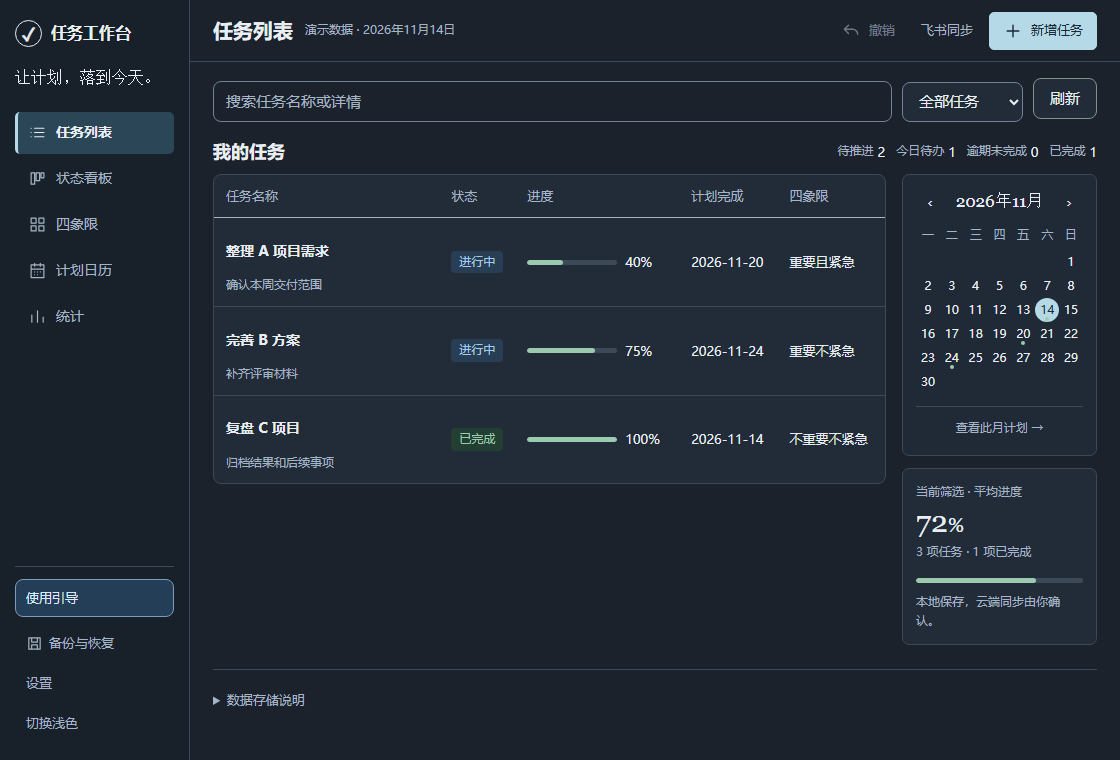 任务工作台
让计划，落到今天。
任务列表
状态看板
四象限
计划日历
统计
使用引导
备份与恢复
设置
切换浅色
任务列表 演示数据 · 2026年11月14日 撤销 飞书同步 新增任务
搜索任务名称或详情 全部任务 刷新
我的任务 待推进 2 今日待办 1 逾期未完成 0 已完成 1
任务名称 状态 进度 计划完成 四象限
整理 A 项目需求 进行中 40% 2026-11-20 重要且紧急
确认本周交付范围
完善 B 方案 进行中 75% 2026-11-24 重要不紧急
补齐评审材料
复盘 C 项目 已完成 100% 2026-11-14 不重要不紧急
归档结果和后续事项
‹ 2026年11月 ›
一 二 三 四 五 六 日
1
2 3 4 5 6 7 8
9 10 11 12 13 14 15
16 17 18 19 20 21 22
23 24 25 26 27 28 29
30
查看此月计划 →
当前筛选 · 平均进度
72%
3 项任务 · 1 项已完成
本地保存，云端同步由你确
认。
数据存储说明